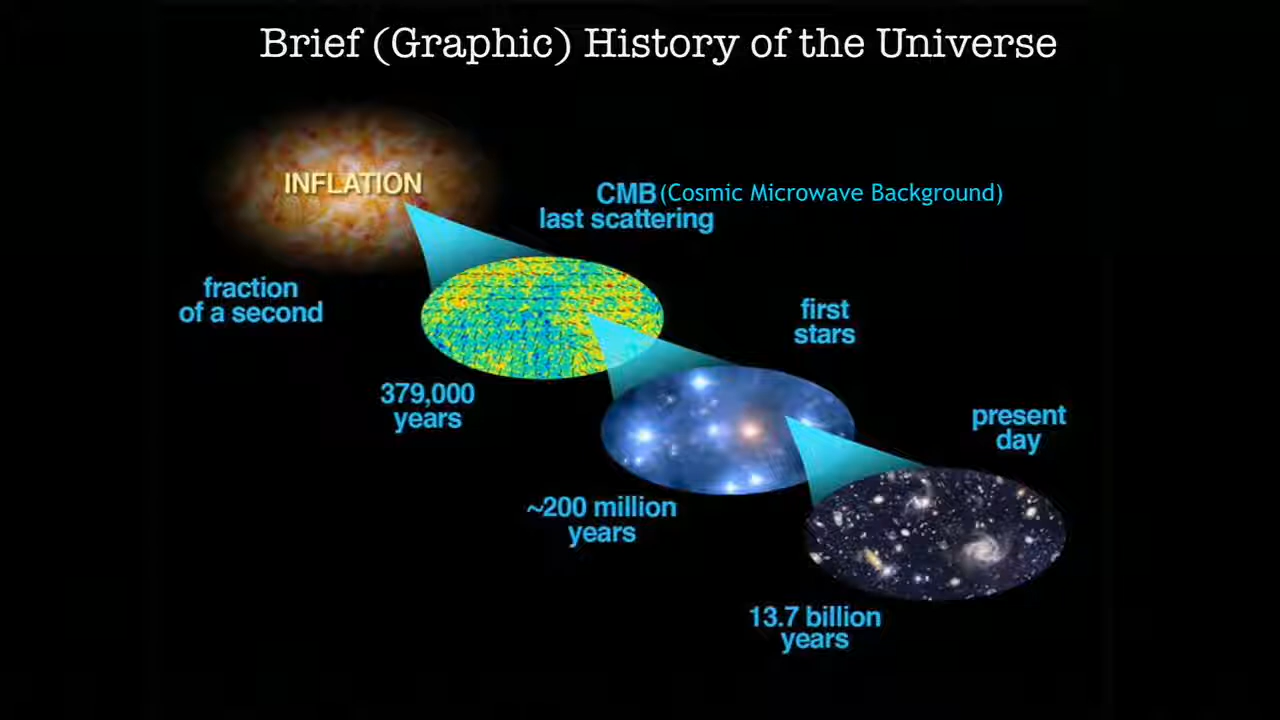 Brief (Graphic) History of the Universe
INFLATION
fraction
of a second
CMB (Cosmic Microwave Background)
last scattering
379,000
years
first
stars
~200 million
years
present
day
13.7 billion
years